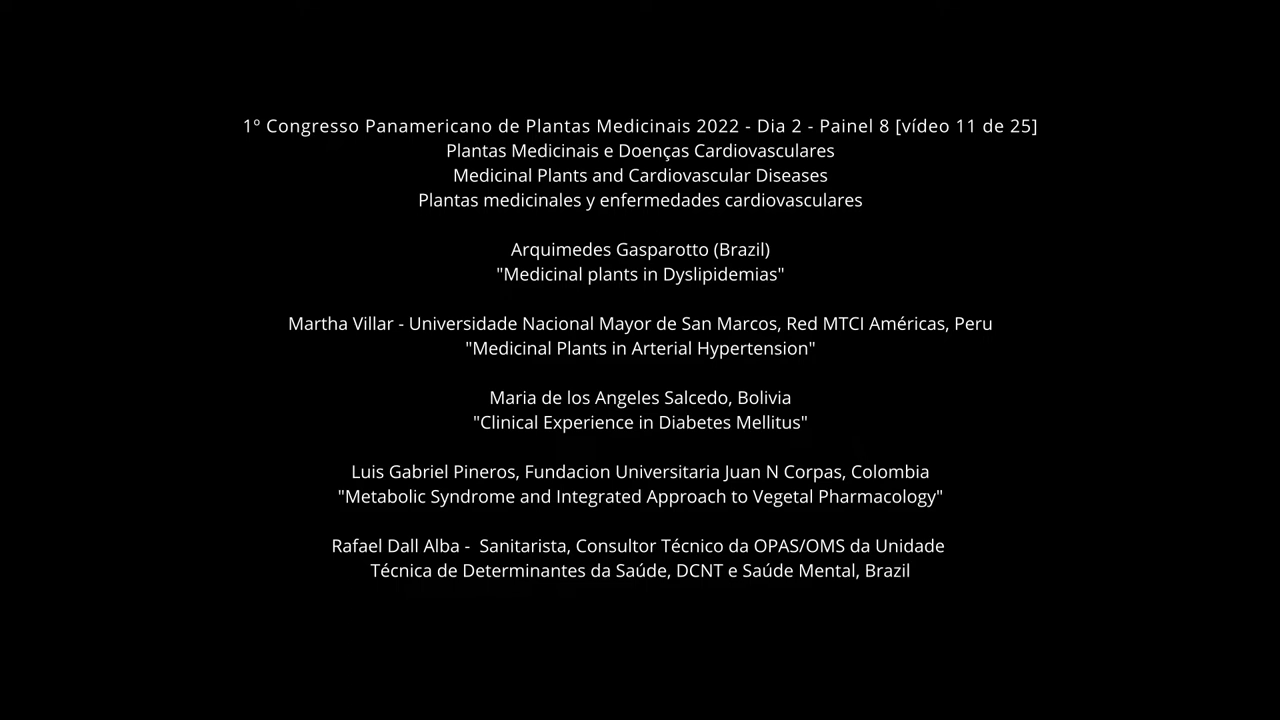 1º Congresso Panamericano de Plantas Medicinais 2022 - Dia 2 - Painel 8 [vídeo 11 de 25]
Plantas Medicinais e Doenças Cardiovasculares
Medicinal Plants and Cardiovascular Diseases
Plantas medicinales y enfermedades cardiovasculares
Arquimedes Gasparotto (Brazil)
"Medicinal plants in Dyslipidemias"
Martha Villar - Universidade Nacional Mayor de San Marcos, Red MTCI Américas, Peru
"Medicinal Plants in Arterial Hypertension"
Maria de los Angeles Salcedo, Bolivia
"Clinical Experience in Diabetes Mellitus"
Luis Gabriel Pineros, Fundacion Universitaria Juan N Corpas, Colombia
"Metabolic Syndrome and Integrated Approach to Vegetal Pharmacology"
Rafael Dall Alba -  Sanitarista, Consultor Técnico da OPAS/OMS da Unidade
Técnica de Determinantes da Saúde, DCNT e Saúde Mental, Brazil